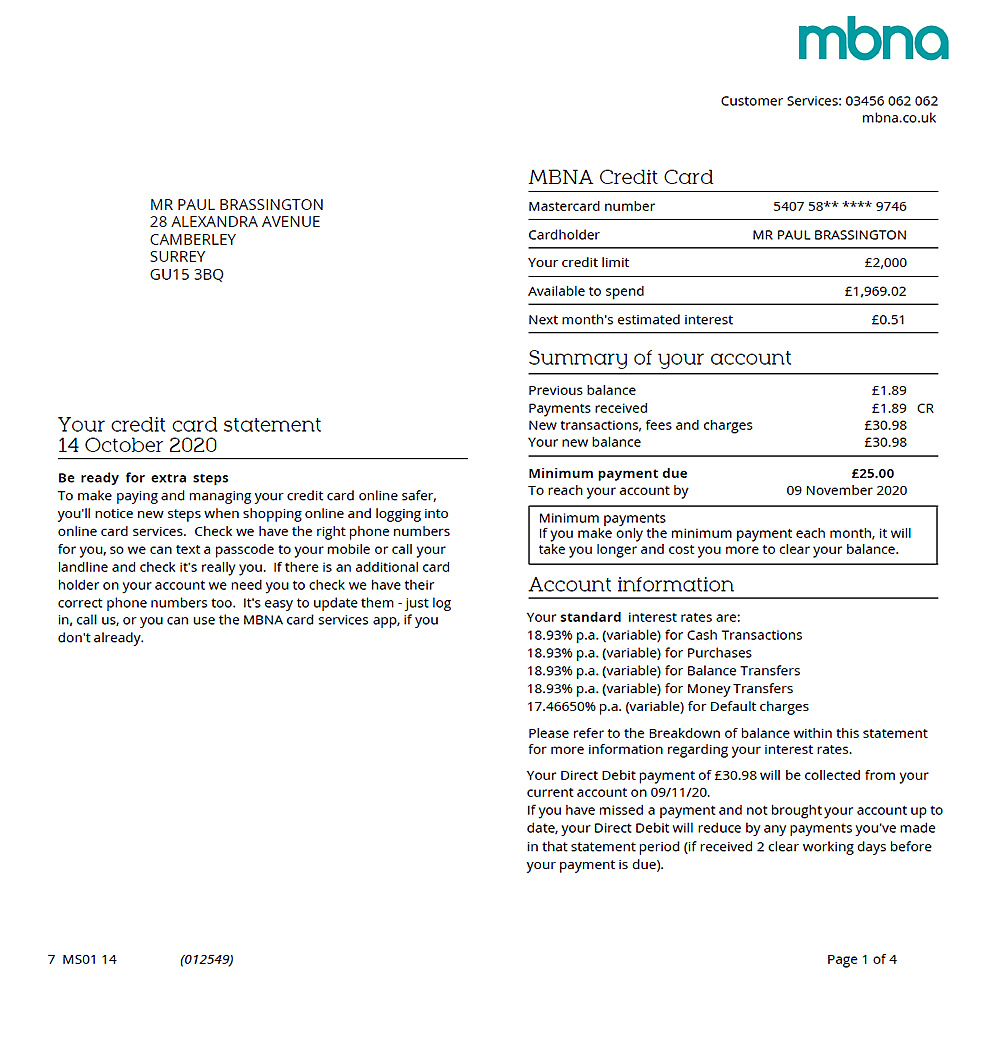 mbna
Customer Services: 03456 062 062
mbna.co.uk
MR PAUL BRASSINGTON
28 ALEXANDRA AVENUE
CAMBERLEY
SURREY
GU15 3BQ
Your credit card statement
14 October 2020
Be ready for extra steps
To make paying and managing your credit card online safer,
you'll notice new steps when shopping online and logging into
online card services. Check we have the right phone numbers
for you, so we can text a passcode to your mobile or call your
landline and check it's really you. If there is an additional card
holder on your account we need you to check we have their
correct phone numbers too. It's easy to update them - just log
in, call us, or you can use the MBNA card services app, if you
don't already.
MBNA Credit Card
Mastercard number 5407 58** **** 9746
Cardholder MR PAUL BRASSINGTON
Your credit limit £2,000
Available to spend £1,969.02
Next month's estimated interest £0.51
Summary of your account
Previous balance £1.89
Payments received £1.89 CR
New transactions, fees and charges £30.98
Your new balance £30.98
Minimum payment due £25.00
To reach your account by 09 November 2020
Minimum payments
If you make only the minimum payment each month, it will
take you longer and cost you more to clear your balance.
Account information
Your standard interest rates are:
18.93% p.a. (variable) for Cash Transactions
18.93% p.a. (variable) for Purchases
18.93% p.a. (variable) for Balance Transfers
18.93% p.a. (variable) for Money Transfers
17.46650% p.a. (variable) for Default charges
Please refer to the Breakdown of balance within this statement
for more information regarding your interest rates.
Your Direct Debit payment of £30.98 will be collected from your
current account on 09/11/20.
If you have missed a payment and not brought your account up to
date, your Direct Debit will reduce by any payments you've made
in that statement period (if received 2 clear working days before
your payment is due).
7 MS01 14 (012549) Page 1 of 4